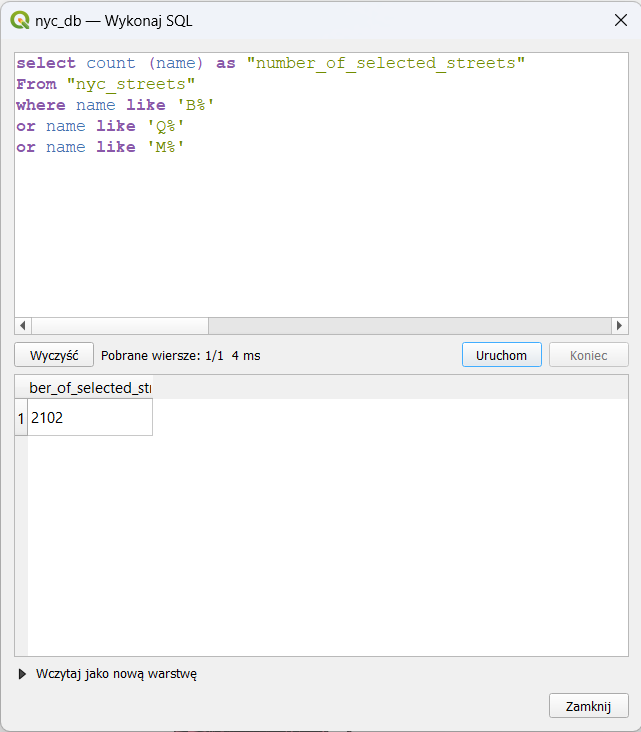 nyc_db — Wykonaj SQL
select count (name) as "number_of_selected_streets"
From "nyc_streets"
where name like 'B%'
or name like 'Q%'
or name like 'M%'
Wyczyść Pobrane wiersze: 1/1 4 ms Uruchom Koniec
ber_of_selected_str
1 2102
Wczytaj jako nową warstwę
Zamknij